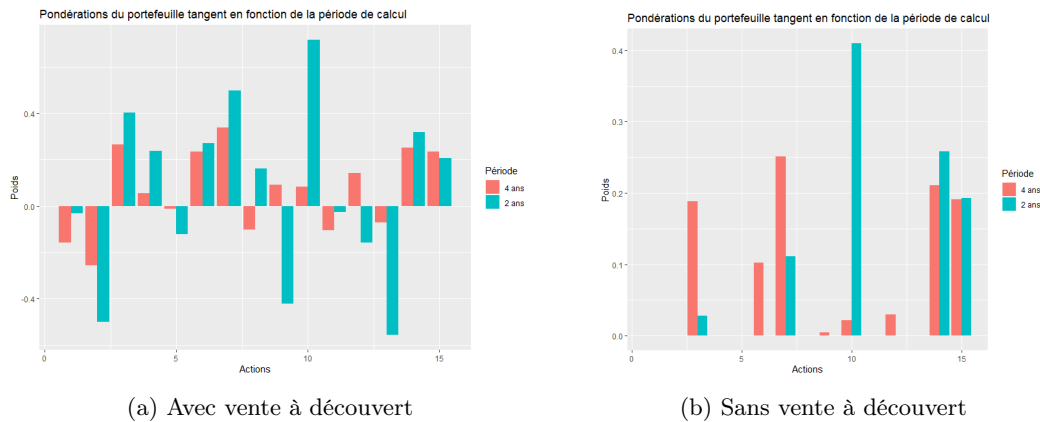 Pondérations du portefeuille tangent en fonction de la période de calcul
0.4
0.0
-0.4
Poids
0
5
10
15
Actions
Période
4 ans
2 ans
(a) Avec vente à découvert
Pondérations du portefeuille tangent en fonction de la période de calcul
0.4
0.3
0.2
0.1
0.0
Poids
0
5
10
15
Actions
Période
4 ans
2 ans
(b) Sans vente à découvert